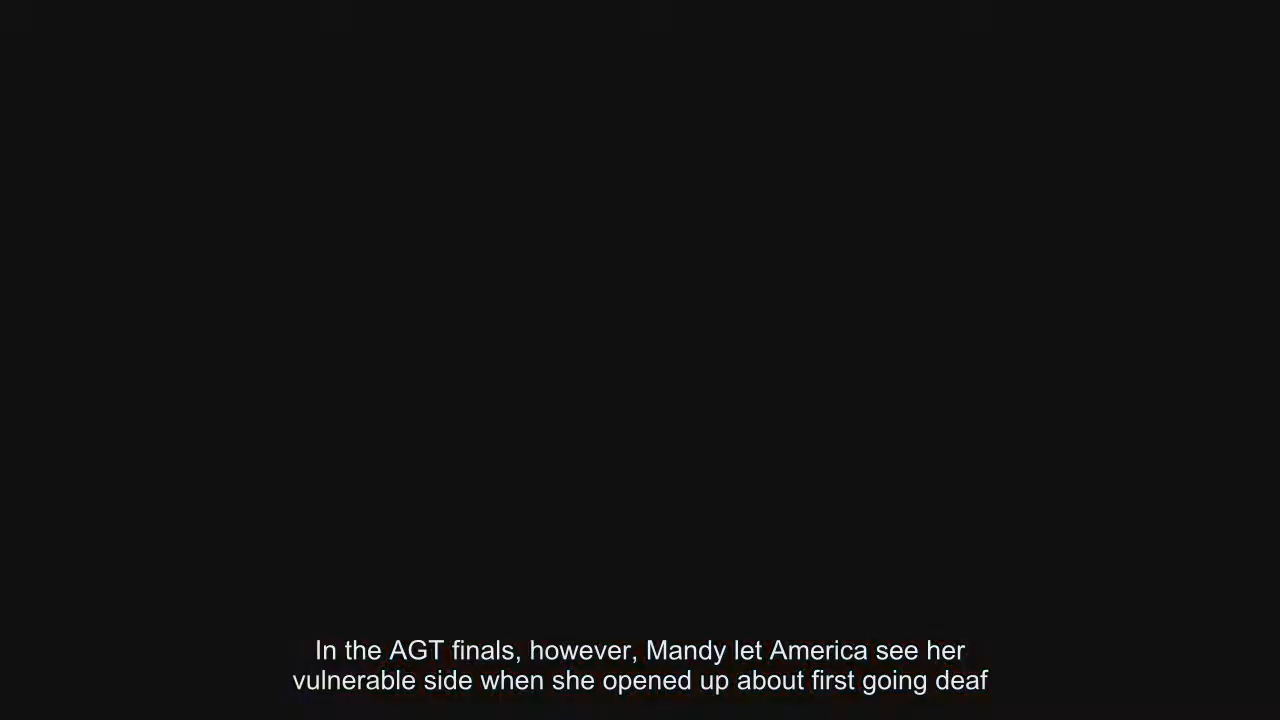 In the AGT finals, however, Mandy let America see her
vulnerable side when she opened up about first going deaf